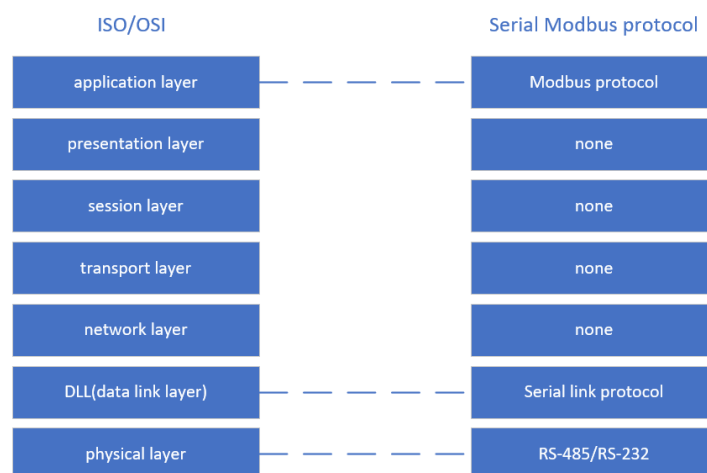 ISO/OSI Serial Modbus protocol
application layer Modbus protocol
presentation layer none
session layer none
transport layer none
network layer none
DLL(data link layer) Serial link protocol
physical layer RS-485/RS-232